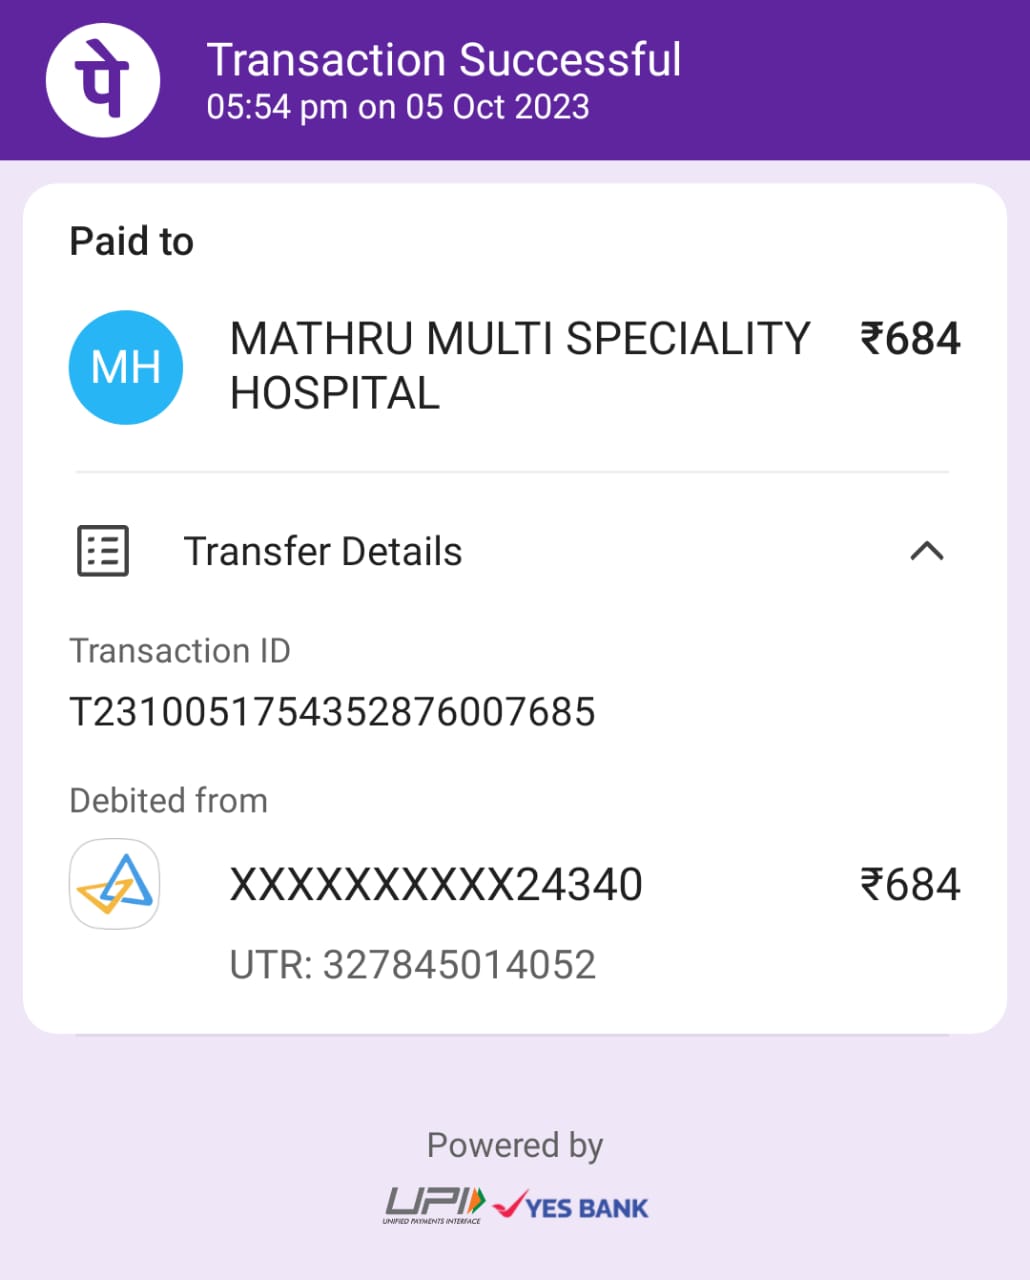 पे
Transaction Successful
05:54 pm on 05 Oct 2023
Paid to
MH
MATHRU MULTI SPECIALITY
HOSPITAL
₹684
Transfer Details
Transaction ID
T2310051754352876007685
Debited from
XXXXXXXXXX24340
₹684
UTR: 327845014052
Powered by
UPI
UNIFIED PAYMENTS INTERFACE
YES BANK